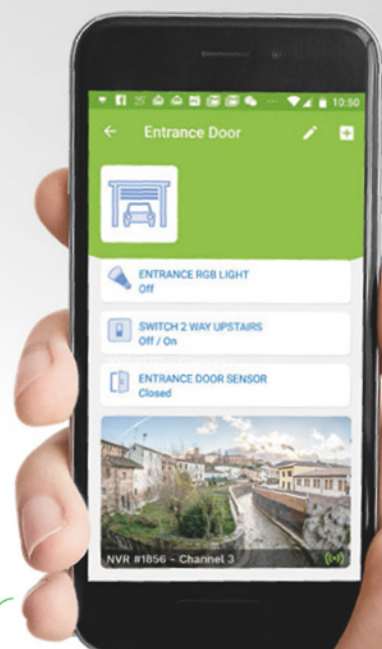 25 10:50
Entrance Door
ENTRANCE RGB LIGHT
Off
SWITCH 2 WAY UPSTAIRS
Off / On
ENTRANCE DOOR SENSOR
Closed
NVR #1856 - Channel 3